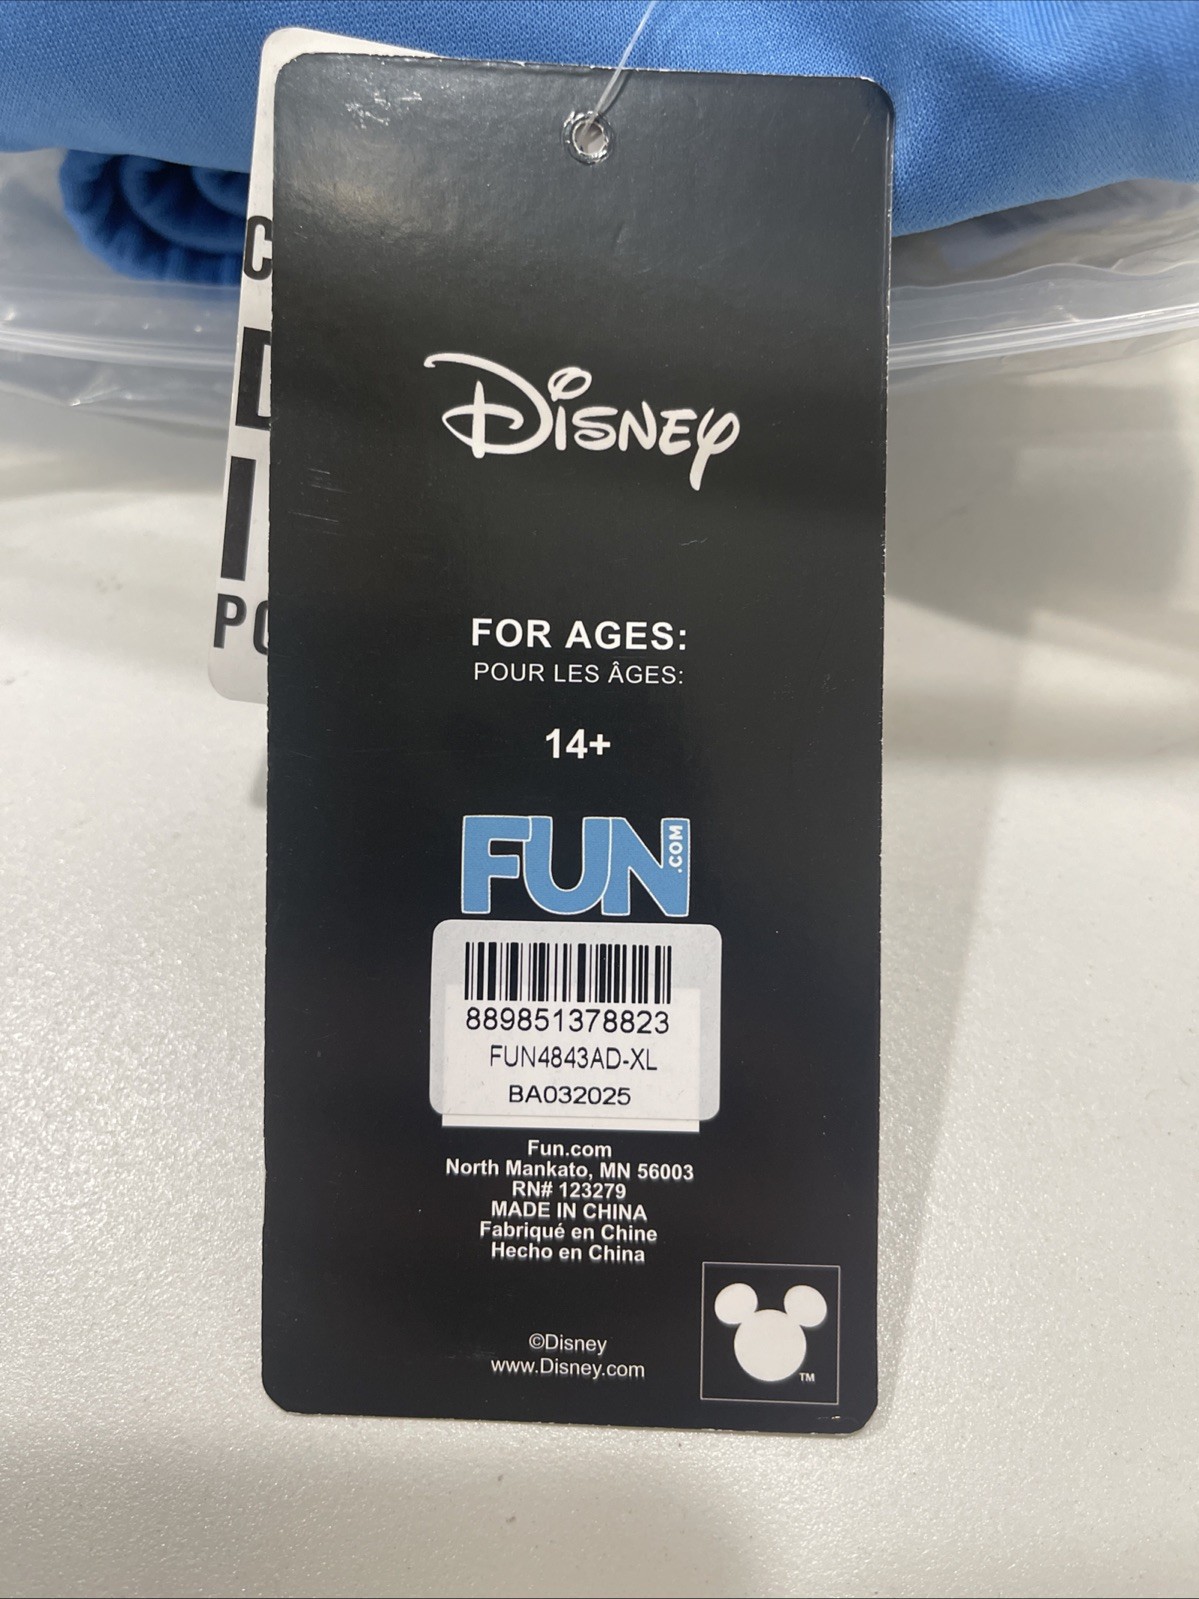 Disney
FOR AGES:
POUR LES ÂGES:
14+
FUN.COM
889851378823
FUN4843AD-XL
BA032025
Fun.com
North Mankato, MN 56003
RN# 123279
MADE IN CHINA
Fabriqué en Chine
Hecho en China
©Disney
www.Disney.com
TM